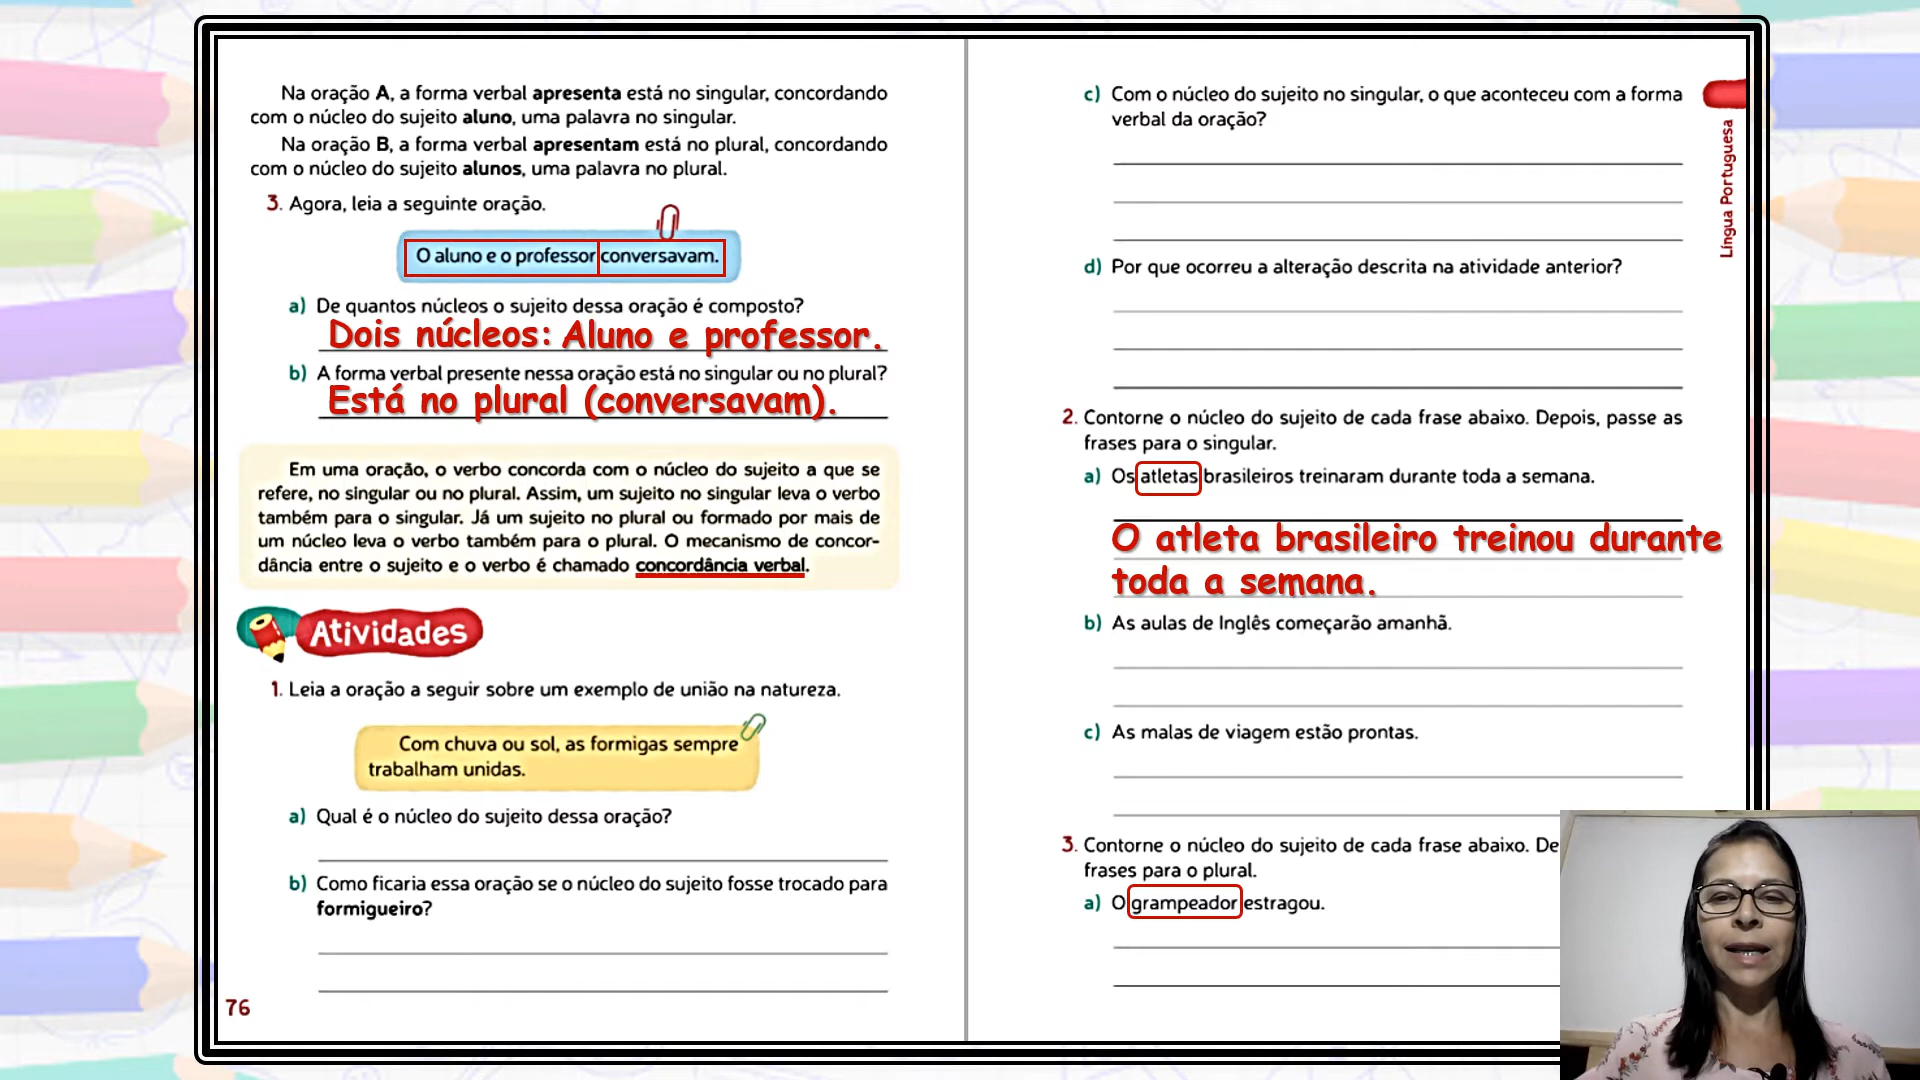 Na oração A, a forma verbal apresenta está no singular, concordando
com o núcleo do sujeito aluno, uma palavra no singular.
Na oração B, a forma verbal apresentam está no plural, concordando
com o núcleo do sujeito alunos, uma palavra no plural.
3. Agora, leia a seguinte oração.
O aluno e o professor conversavam.
a) De quantos núcleos o sujeito dessa oração é composto?
Dois núcleos: Aluno e professor.
b) A forma verbal presente nessa oração está no singular ou no plural?
Está no plural (conversavam).
Em uma oração, o verbo concorda com o núcleo do sujeito a que se
refere, no singular ou no plural. Assim, um sujeito no singular leva o verbo
também para o singular. Já um sujeito no plural ou formado por mais de
um núcleo leva o verbo também para o plural. O mecanismo de concor-
dância entre o sujeito e o verbo é chamado concordância verbal.
Atividades
1. Leia a oração a seguir sobre um exemplo de união na natureza.
Com chuva ou sol, as formigas sempre
trabalham unidas.
a) Qual é o núcleo do sujeito dessa oração?
b) Como ficaria essa oração se o núcleo do sujeito fosse trocado para
formigueiro?
76
c) Com o núcleo do sujeito no singular, o que aconteceu com a forma
verbal da oração?
d) Por que ocorreu a alteração descrita na atividade anterior?
2. Contorne o núcleo do sujeito de cada frase abaixo. Depois, passe as
frases para o singular.
a) Os atletas brasileiros treinaram durante toda a semana.
O atleta brasileiro treinou durante
toda a semana.
b) As aulas de Inglês começarão amanhã.
c) As malas de viagem estão prontas.
3. Contorne o núcleo do sujeito de cada frase abaixo. De
frases para o plural.
a) O grampeador estragou.
Língua Portuguesa